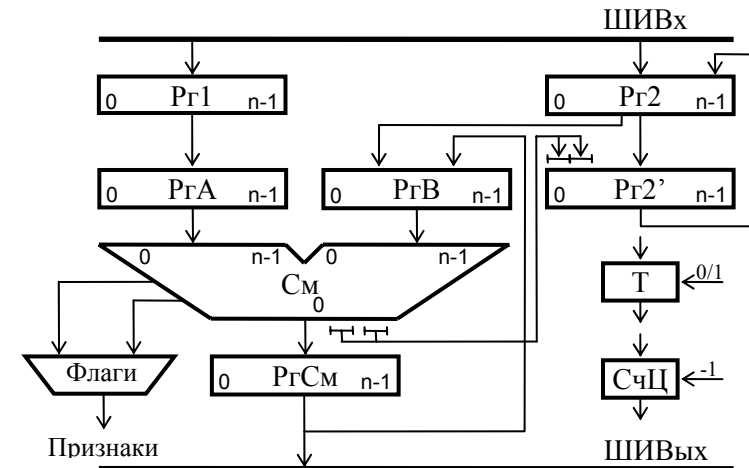 ШИВх
0 Рг1 n-1
0 Рг2 n-1
0 РгА n-1
0 РгВ n-1
0 Рг2’ n-1
0 n-1 0 n-1
См
0
Т
0/1
Флаги
0 РгСм n-1
СчЦ
-1
Признаки
ШИВых